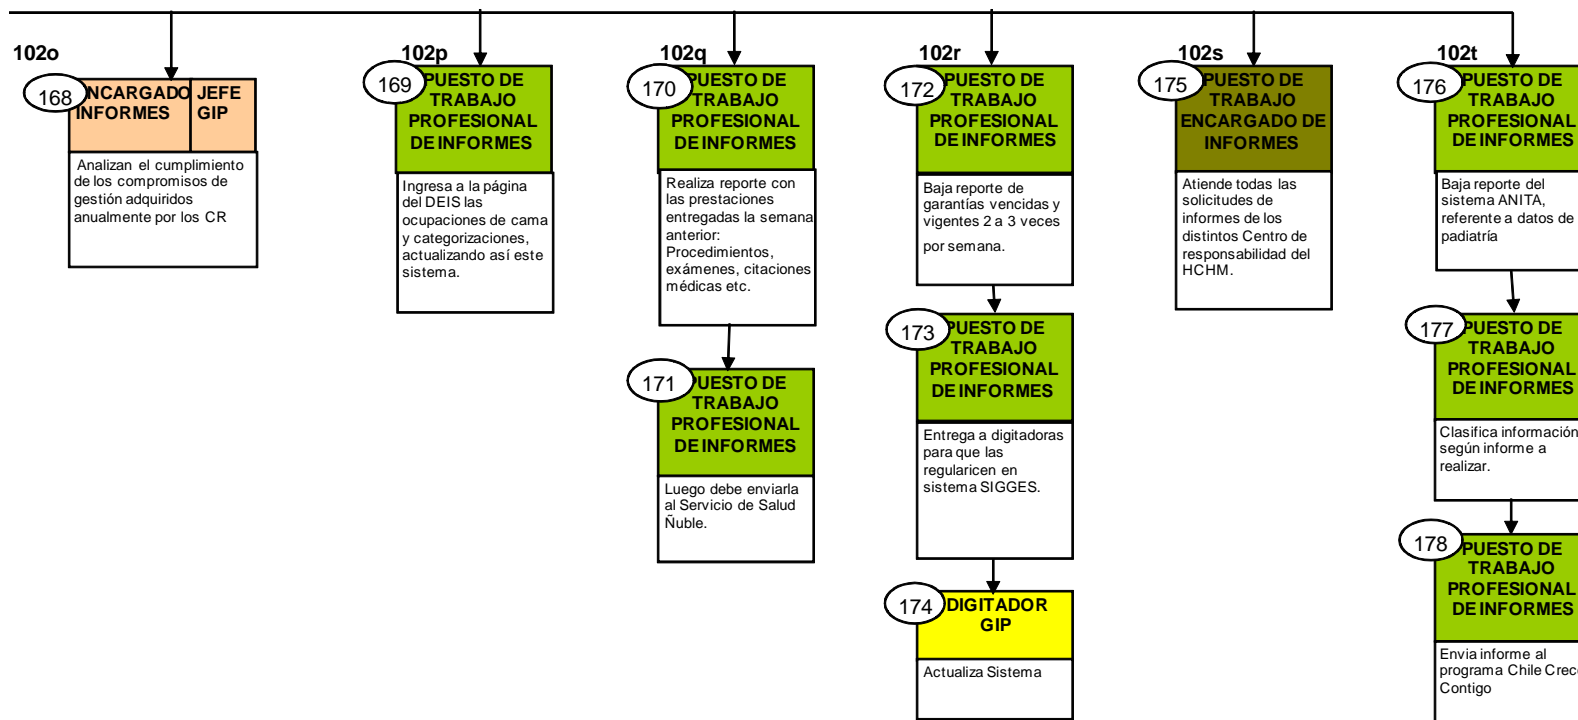 102o
168
ENCARGADO
INFORMES
JEFE
GIP
Analizan el cumplimiento
de los compromisos de
gestión adquiridos
anualmente por los CR
102p
169
PUESTO DE
TRABAJO
PROFESIONAL
DE INFORMES
Ingresa a la página
del DEIS las
ocupaciones de cama
y categorizaciones,
actualizando así este
sistema.
102q
170
PUESTO DE
TRABAJO
PROFESIONAL
DE INFORMES
Realiza reporte con
las prestaciones
entregadas la semana
anterior:
Procedimientos,
exámenes, citaciones
médicas etc.
171
PUESTO DE
TRABAJO
PROFESIONAL
DE INFORMES
Luego debe enviarla
al Servicio de Salud
Ñuble.
102r
172
PUESTO DE
TRABAJO
PROFESIONAL
DE INFORMES
Baja reporte de
garantías vencidas y
vigentes 2 a 3 veces
por semana.
173
PUESTO DE
TRABAJO
PROFESIONAL
DE INFORMES
Entrega a digitadoras
para que las
regularicen en
sistema SIGGES.
174
DIGITADOR
GIP
Actualiza Sistema
102s
175
PUESTO DE
TRABAJO
ENCARGADO DE
INFORMES
Atiende todas las
solicitudes de
informes de los
distintos Centro de
responsabilidad del
HCHM.
102t
176
PUESTO DE
TRABAJO
PROFESIONAL
DE INFORMES
Baja reporte del
sistema ANITA,
referente a datos de
padiatría
177
PUESTO DE
TRABAJO
PROFESIONAL
DE INFORMES
Clasifica información
según informe a
realizar.
178
PUESTO DE
TRABAJO
PROFESIONAL
DE INFORMES
Envia informe al
programa Chile Crece
Contigo